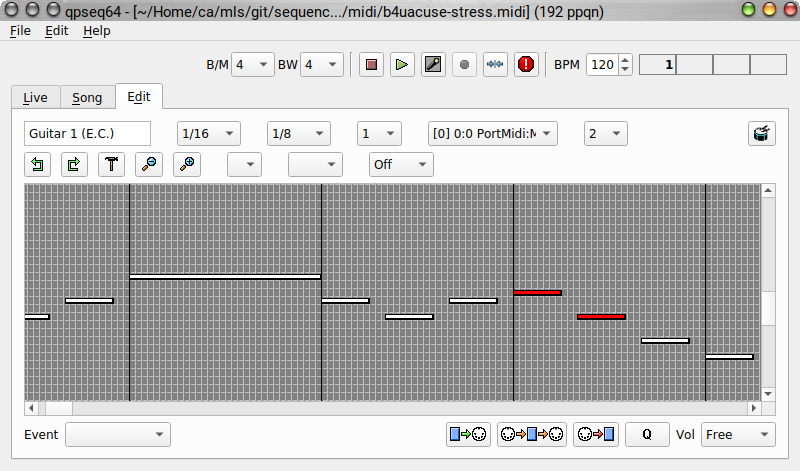 qpseq64 - [~/Home/ca/mls/git/sequenc.../midi/b4uacuse-stress.midi] (192 ppqn)
File Edit Help
B/M 4 BW 4 BPM 120 1
Live Song Edit
Guitar 1 (E.C.) 1/16 1/8 1 [0] 0:0 PortMidi:M 2
Off
Event Q Vol Free